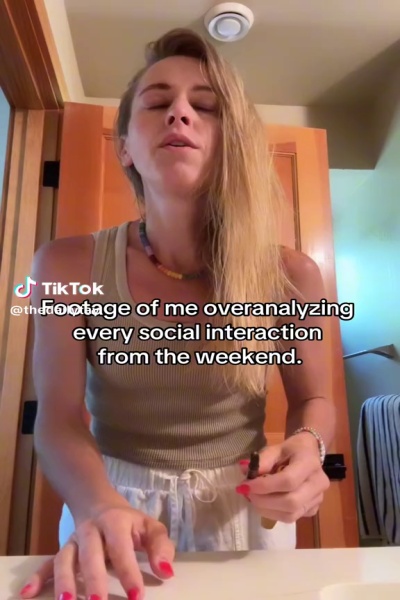 TikTok
Footage of me overanalyzing
every social interaction
from the weekend.